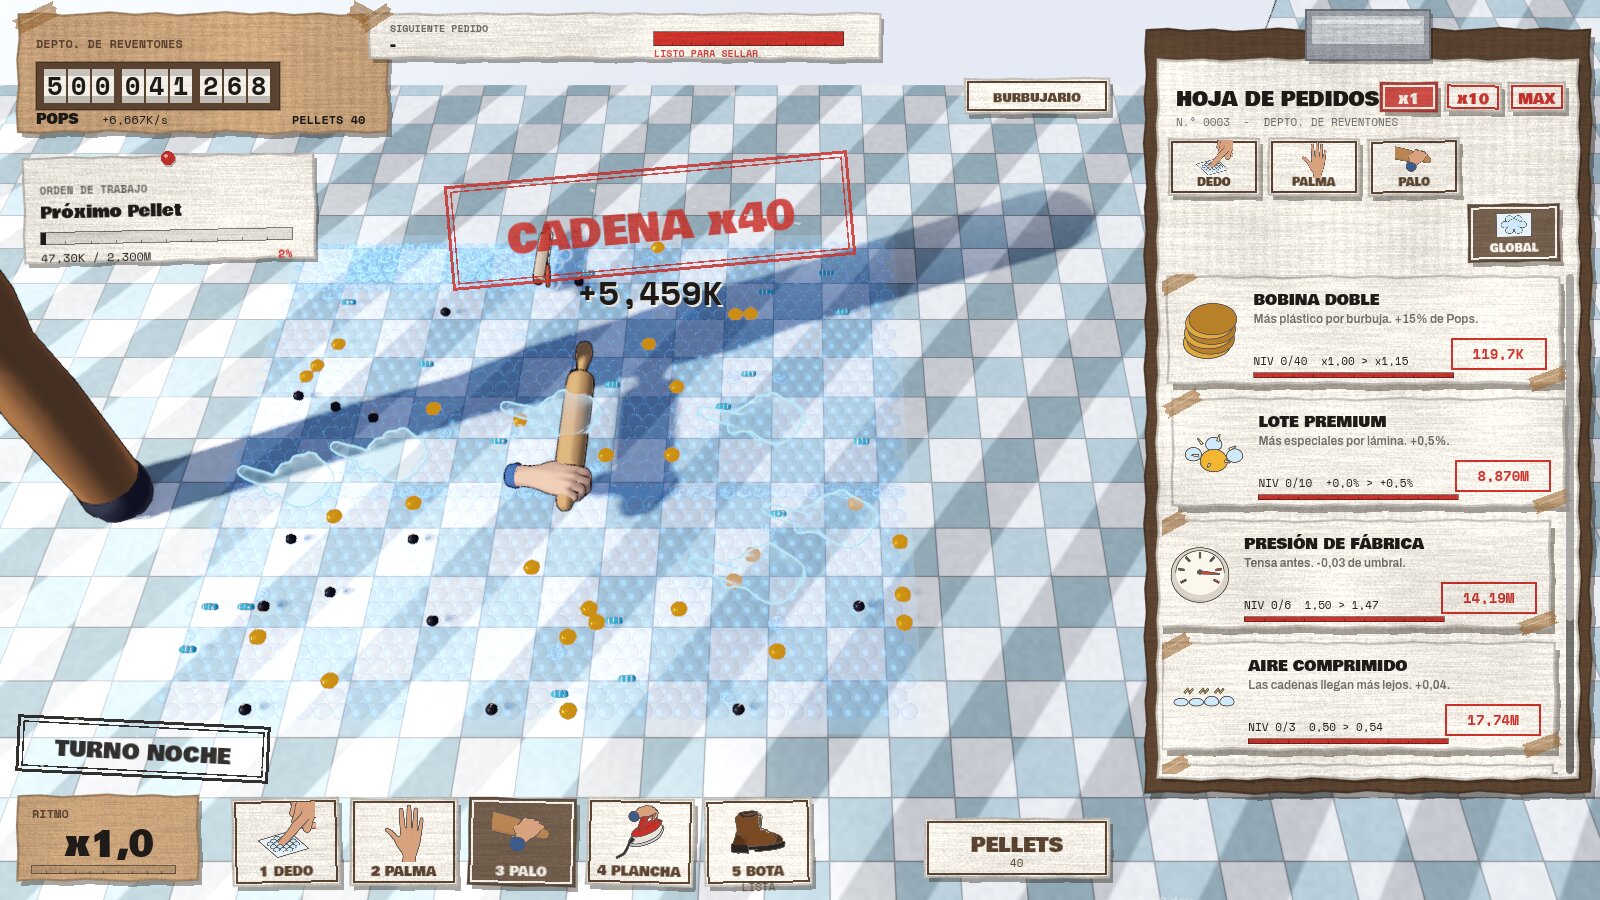 DEPTO. DE REVENTONES
500 041 268
POPS +6,667K/s PELLETS 40
SIGUIENTE PEDIDO
-
LISTO PARA SELLAR
ORDEN DE TRABAJO
Próximo Pellet
47.30K / 2.300M 2%
CADENA x40
+5,459K
BURBUJARIO
HOJA DE PEDIDOS x1 x10 MAX
N.° 0003 - DEPTO. DE REVENTONES
DEDO PALMA PALO
GLOBAL
BOBINA DOBLE
Más plástico por burbuja. +15% de Pops.
NIV 0/40 x1,00 > x1,15 119,7K
LOTE PREMIUM
Más especiales por lámina. +0,5%.
NIV 0/10 +0,0% > +0,5% 8,870M
PRESIÓN DE FÁBRICA
Tensa antes. -0,03 de umbral.
NIV 0/6 1,50 > 1,47 14,19M
AIRE COMPRIMIDO
Las cadenas llegan más lejos. +0,04.
NIV 0/3 0,50 > 0,54 17,74M
TURNO NOCHE
RITMO
x1,0
1 DEDO 2 PALMA 3 PALO 4 PLANCHA 5 BOTA
LISTA
PELLETS
40